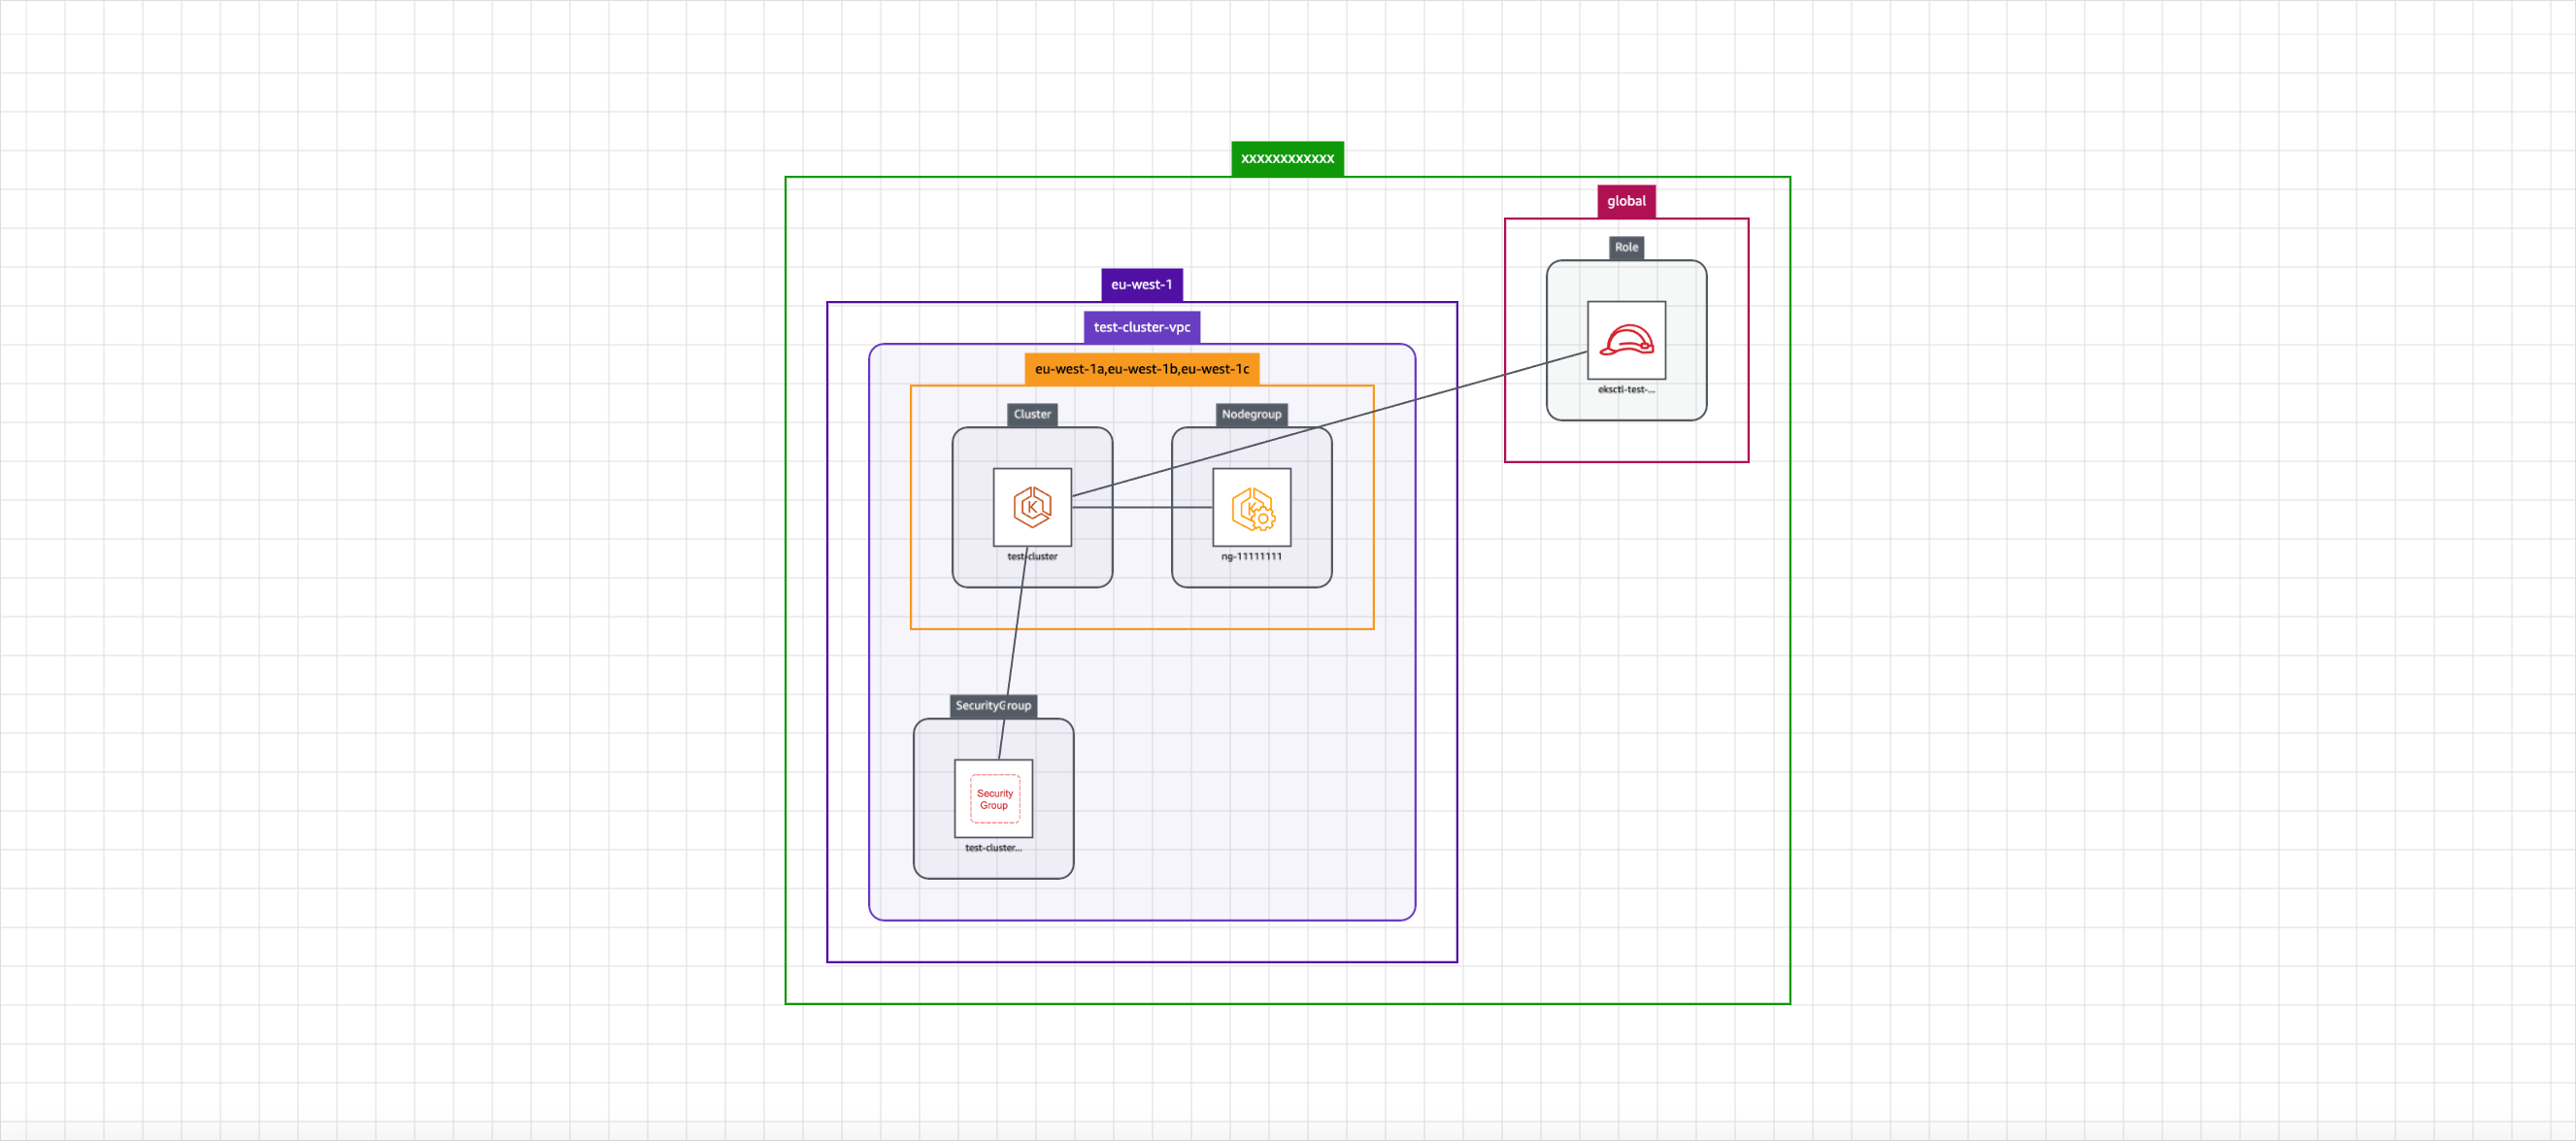 XXXXXXXXXXXX
global
Role
eksctl-test-...
eu-west-1
test-cluster-vpc
eu-west-1a,eu-west-1b,eu-west-1c
Cluster
Nodegroup
K
K
test-cluster
ng-11111111
SecurityGroup
Security
Group
test-cluster...